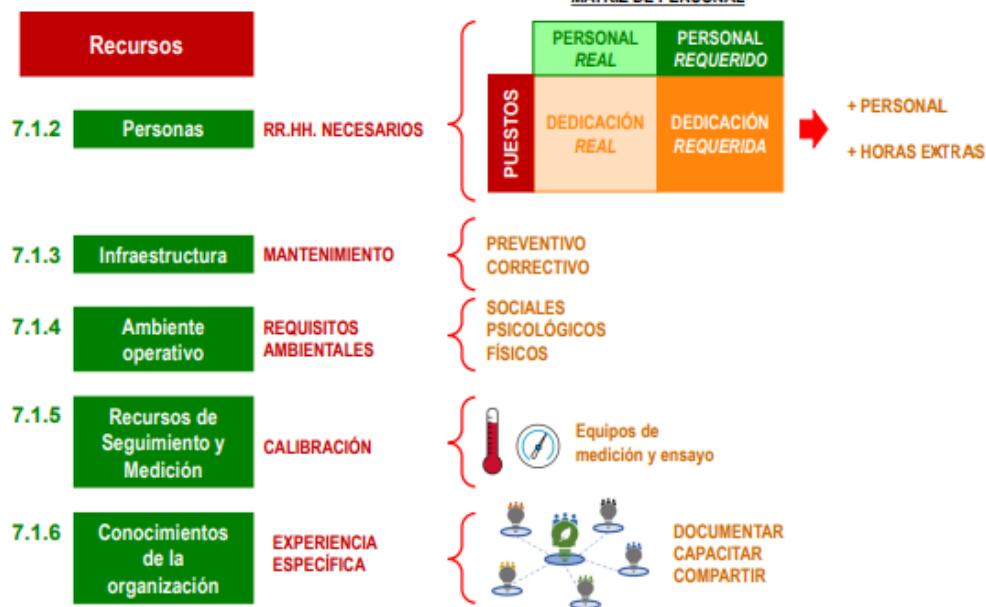 MATRIZ DE PERSONAL
Recursos
PERSONAL
REAL
PERSONAL
REQUERIDO
7.1.2
Personas
RR.HH. NECESARIOS
PUESTOS
DEDICACIÓN
REAL
DEDICACIÓN
REQUERIDA
+ PERSONAL
+ HORAS EXTRAS
7.1.3
Infraestructura
MANTENIMIENTO
PREVENTIVO
CORRECTIVO
7.1.4
Ambiente
operativo
REQUISITOS
AMBIENTALES
SOCIALES
PSICOLÓGICOS
FÍSICOS
7.1.5
Recursos de
Seguimiento y
Medición
CALIBRACIÓN
Equipos de
medición y ensayo
7.1.6
Conocimientos
de la
organización
EXPERIENCIA
ESPECÍFICA
DOCUMENTAR
CAPACITAR
COMPARTIR